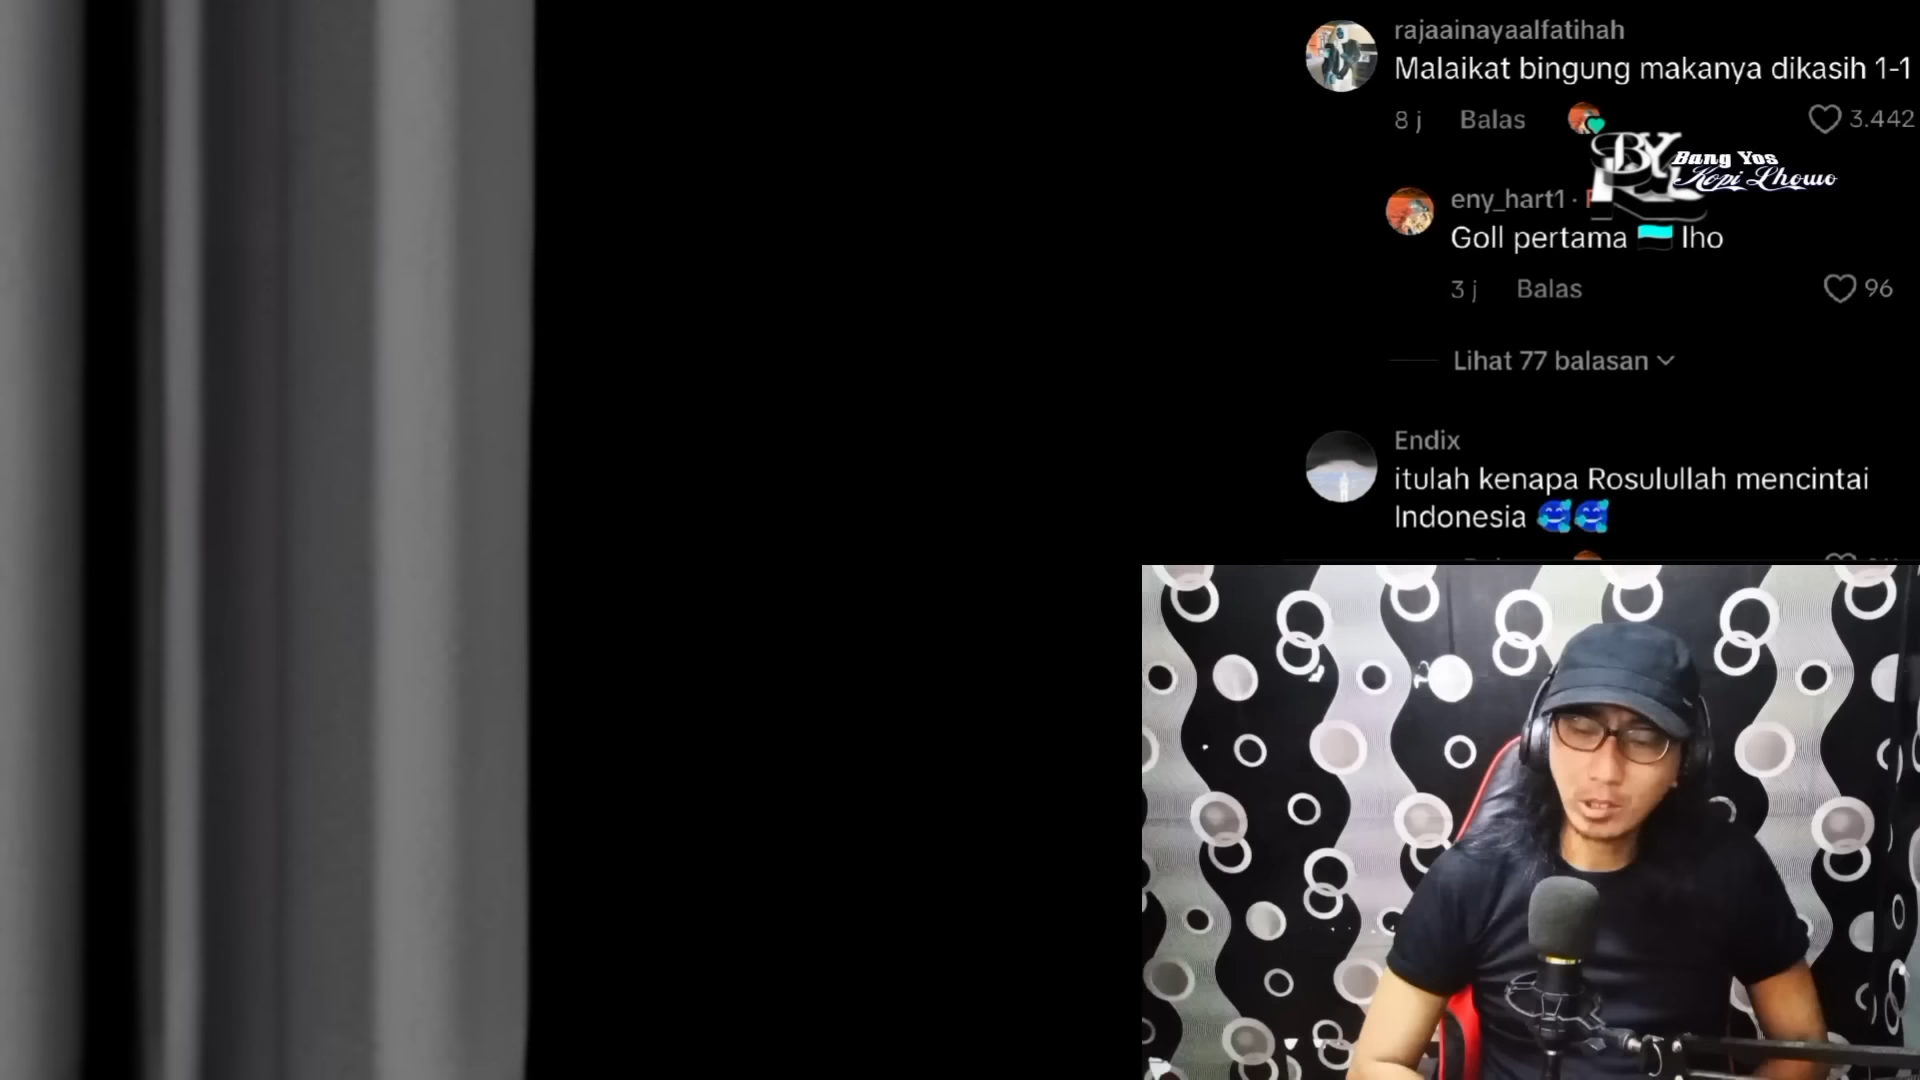 rajaainayaalfatihah
Malaikat bingung makanya dikasih 1-1
8 j Balas 3.442
BY Bang Yos
Kopi Lhowo
eny_hart1 ·
Goll pertama lho
3 j Balas 96
Lihat 77 balasan
Endix
itulah kenapa Rosulullah mencintai
Indonesia 🥰🥰